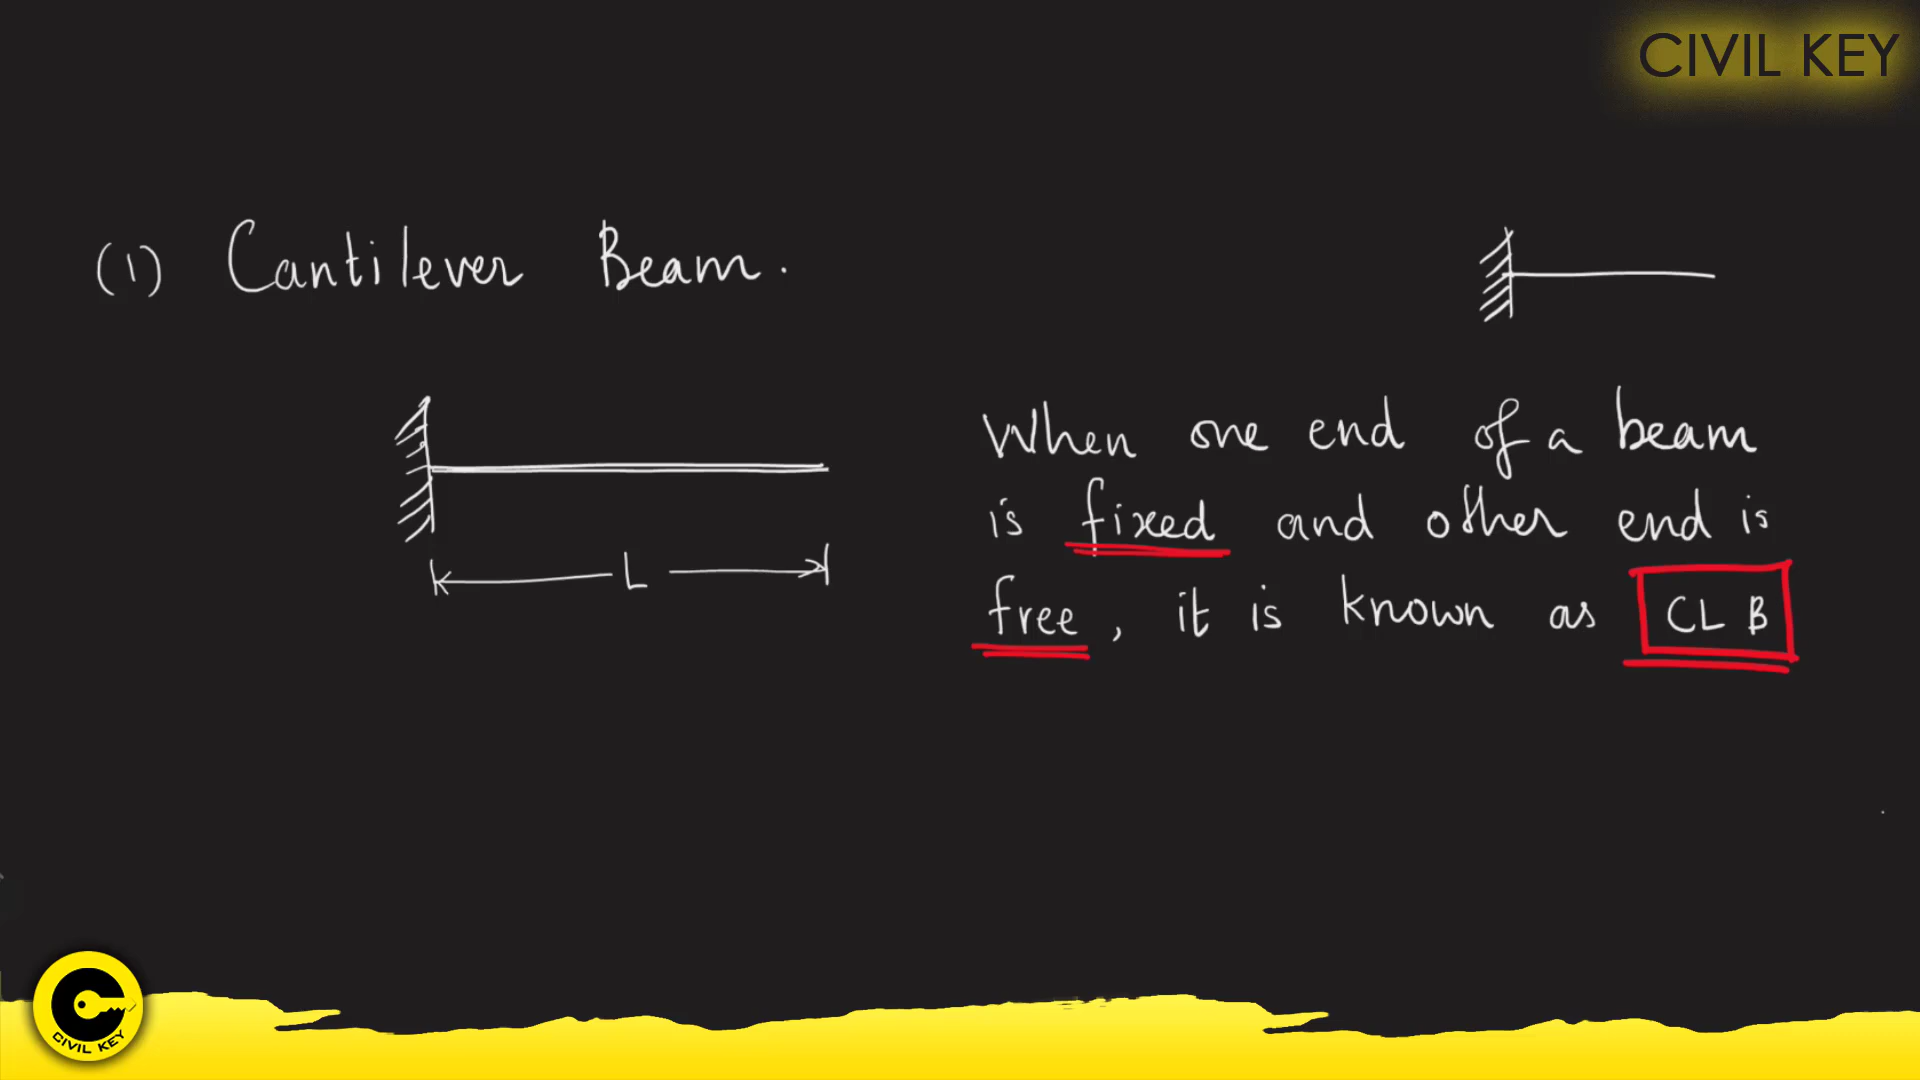 CIVIL KEY
(1) Cantilever Beam.
When one end of a beam
is fixed and other end is
free, it is known as CLB
L
CIVIL KEY